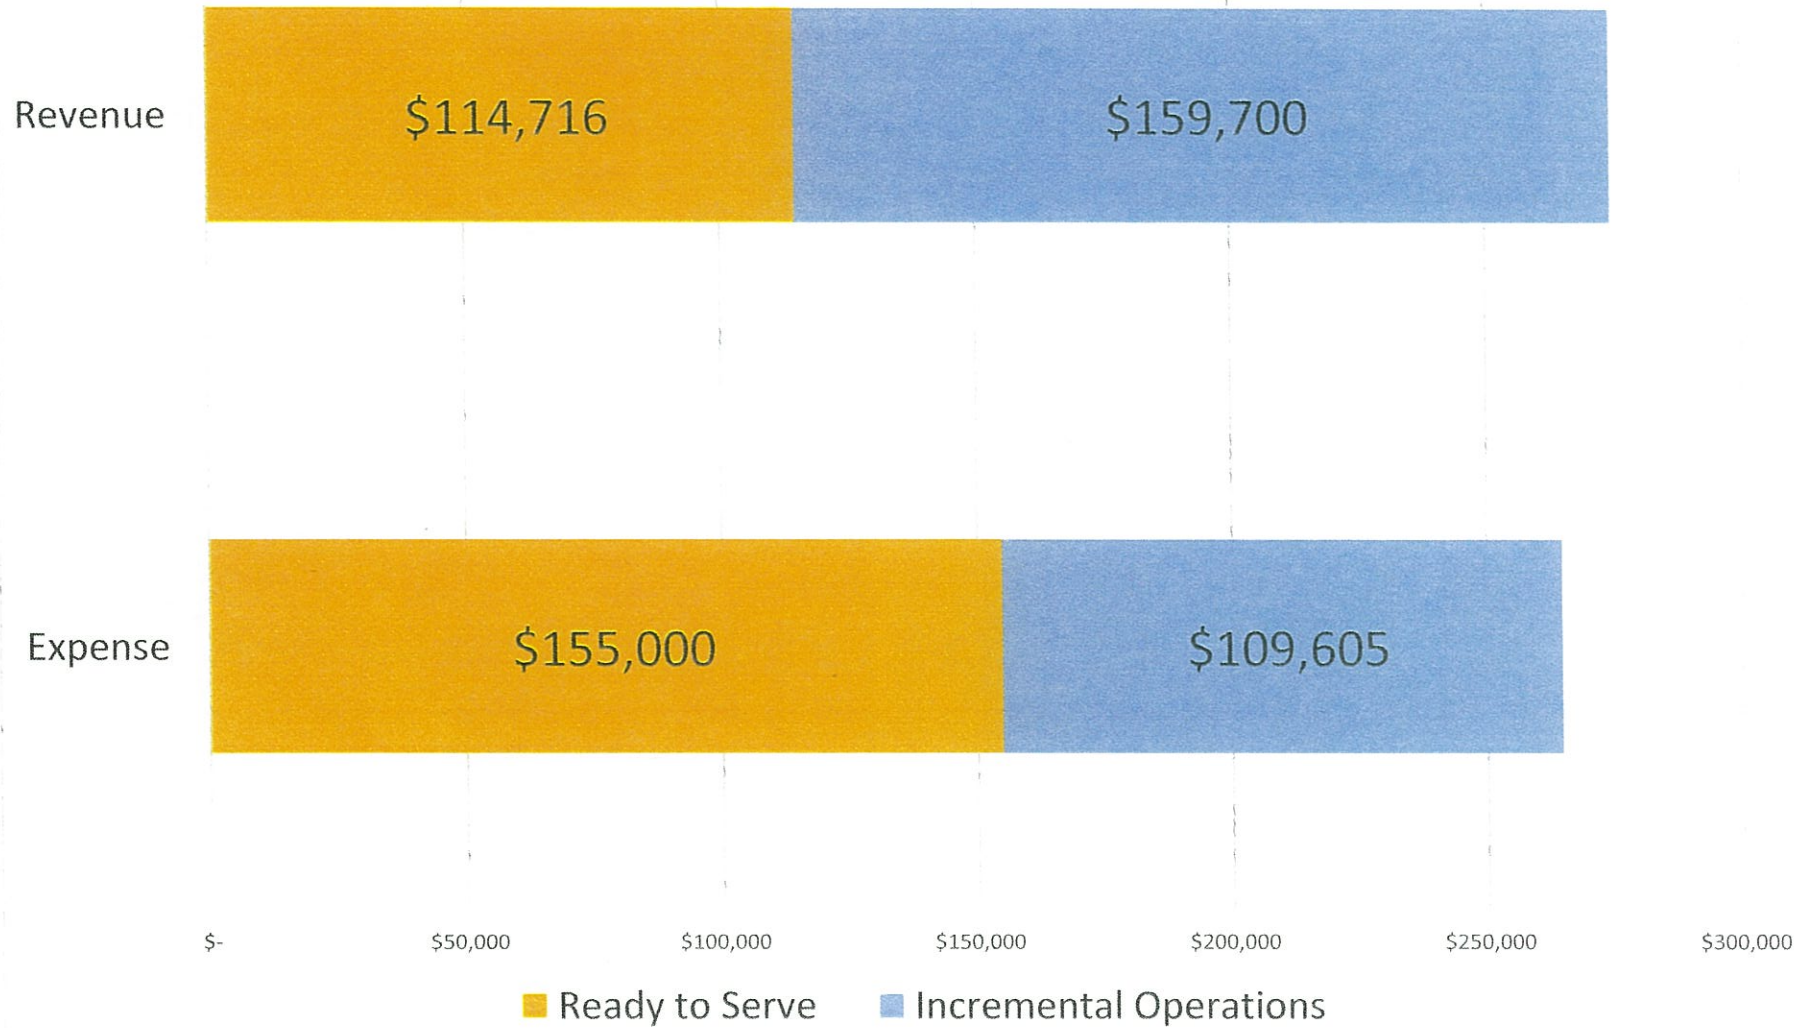 Revenue
$114,716
$159,700
Expense
$155,000
$109,605
$- $50,000 $100,000 $150,000 $200,000 $250,000 $300,000
Ready to Serve Incremental Operations